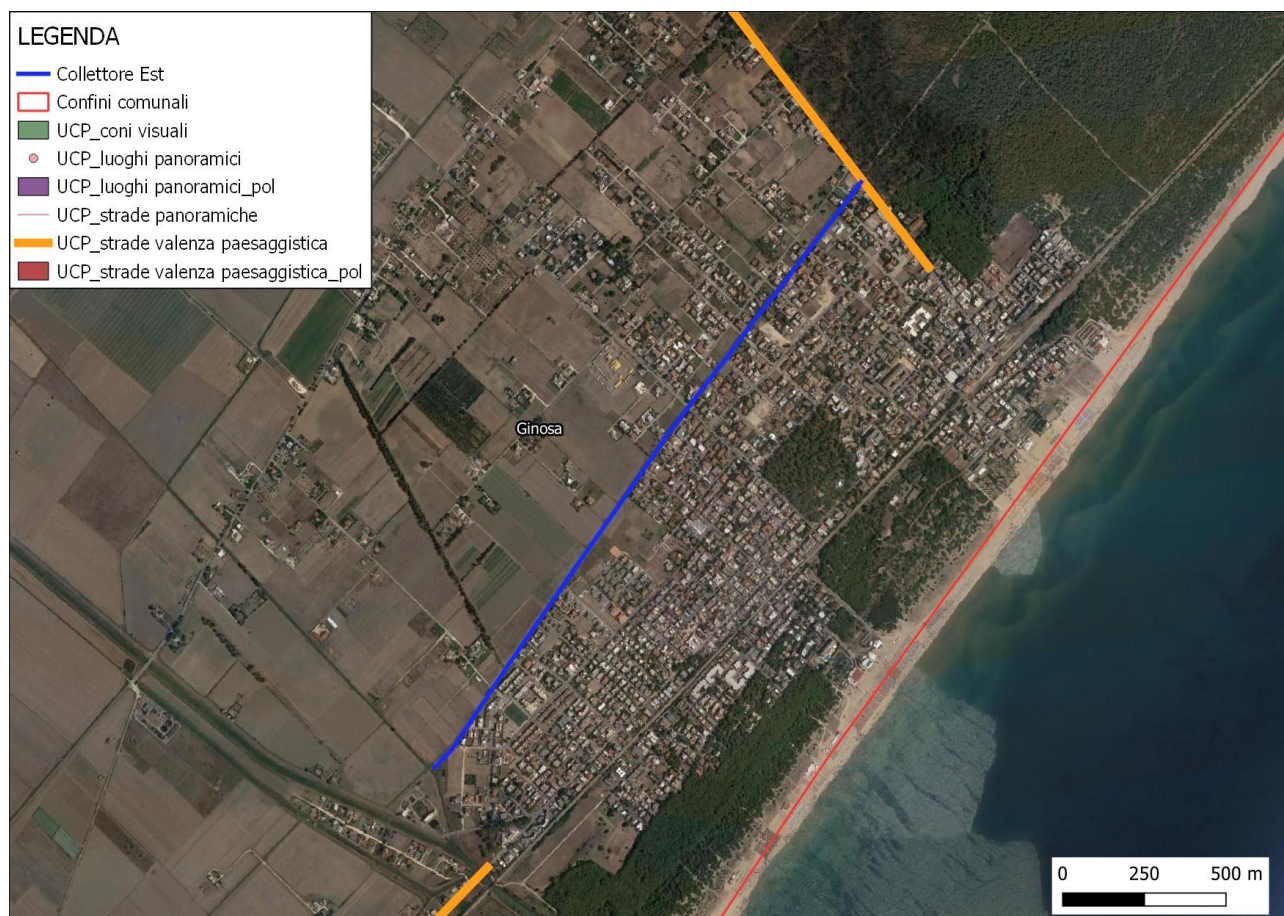 LEGENDA
Collettore Est
Confini comunali
UCP_coni visuali
UCP_luoghi panoramici
UCP_luoghi panoramici_pol
UCP_strade panoramiche
UCP_strade valenza paesaggistica
UCP_strade valenza paesaggistica_pol
Ginosa
0 250 500 m